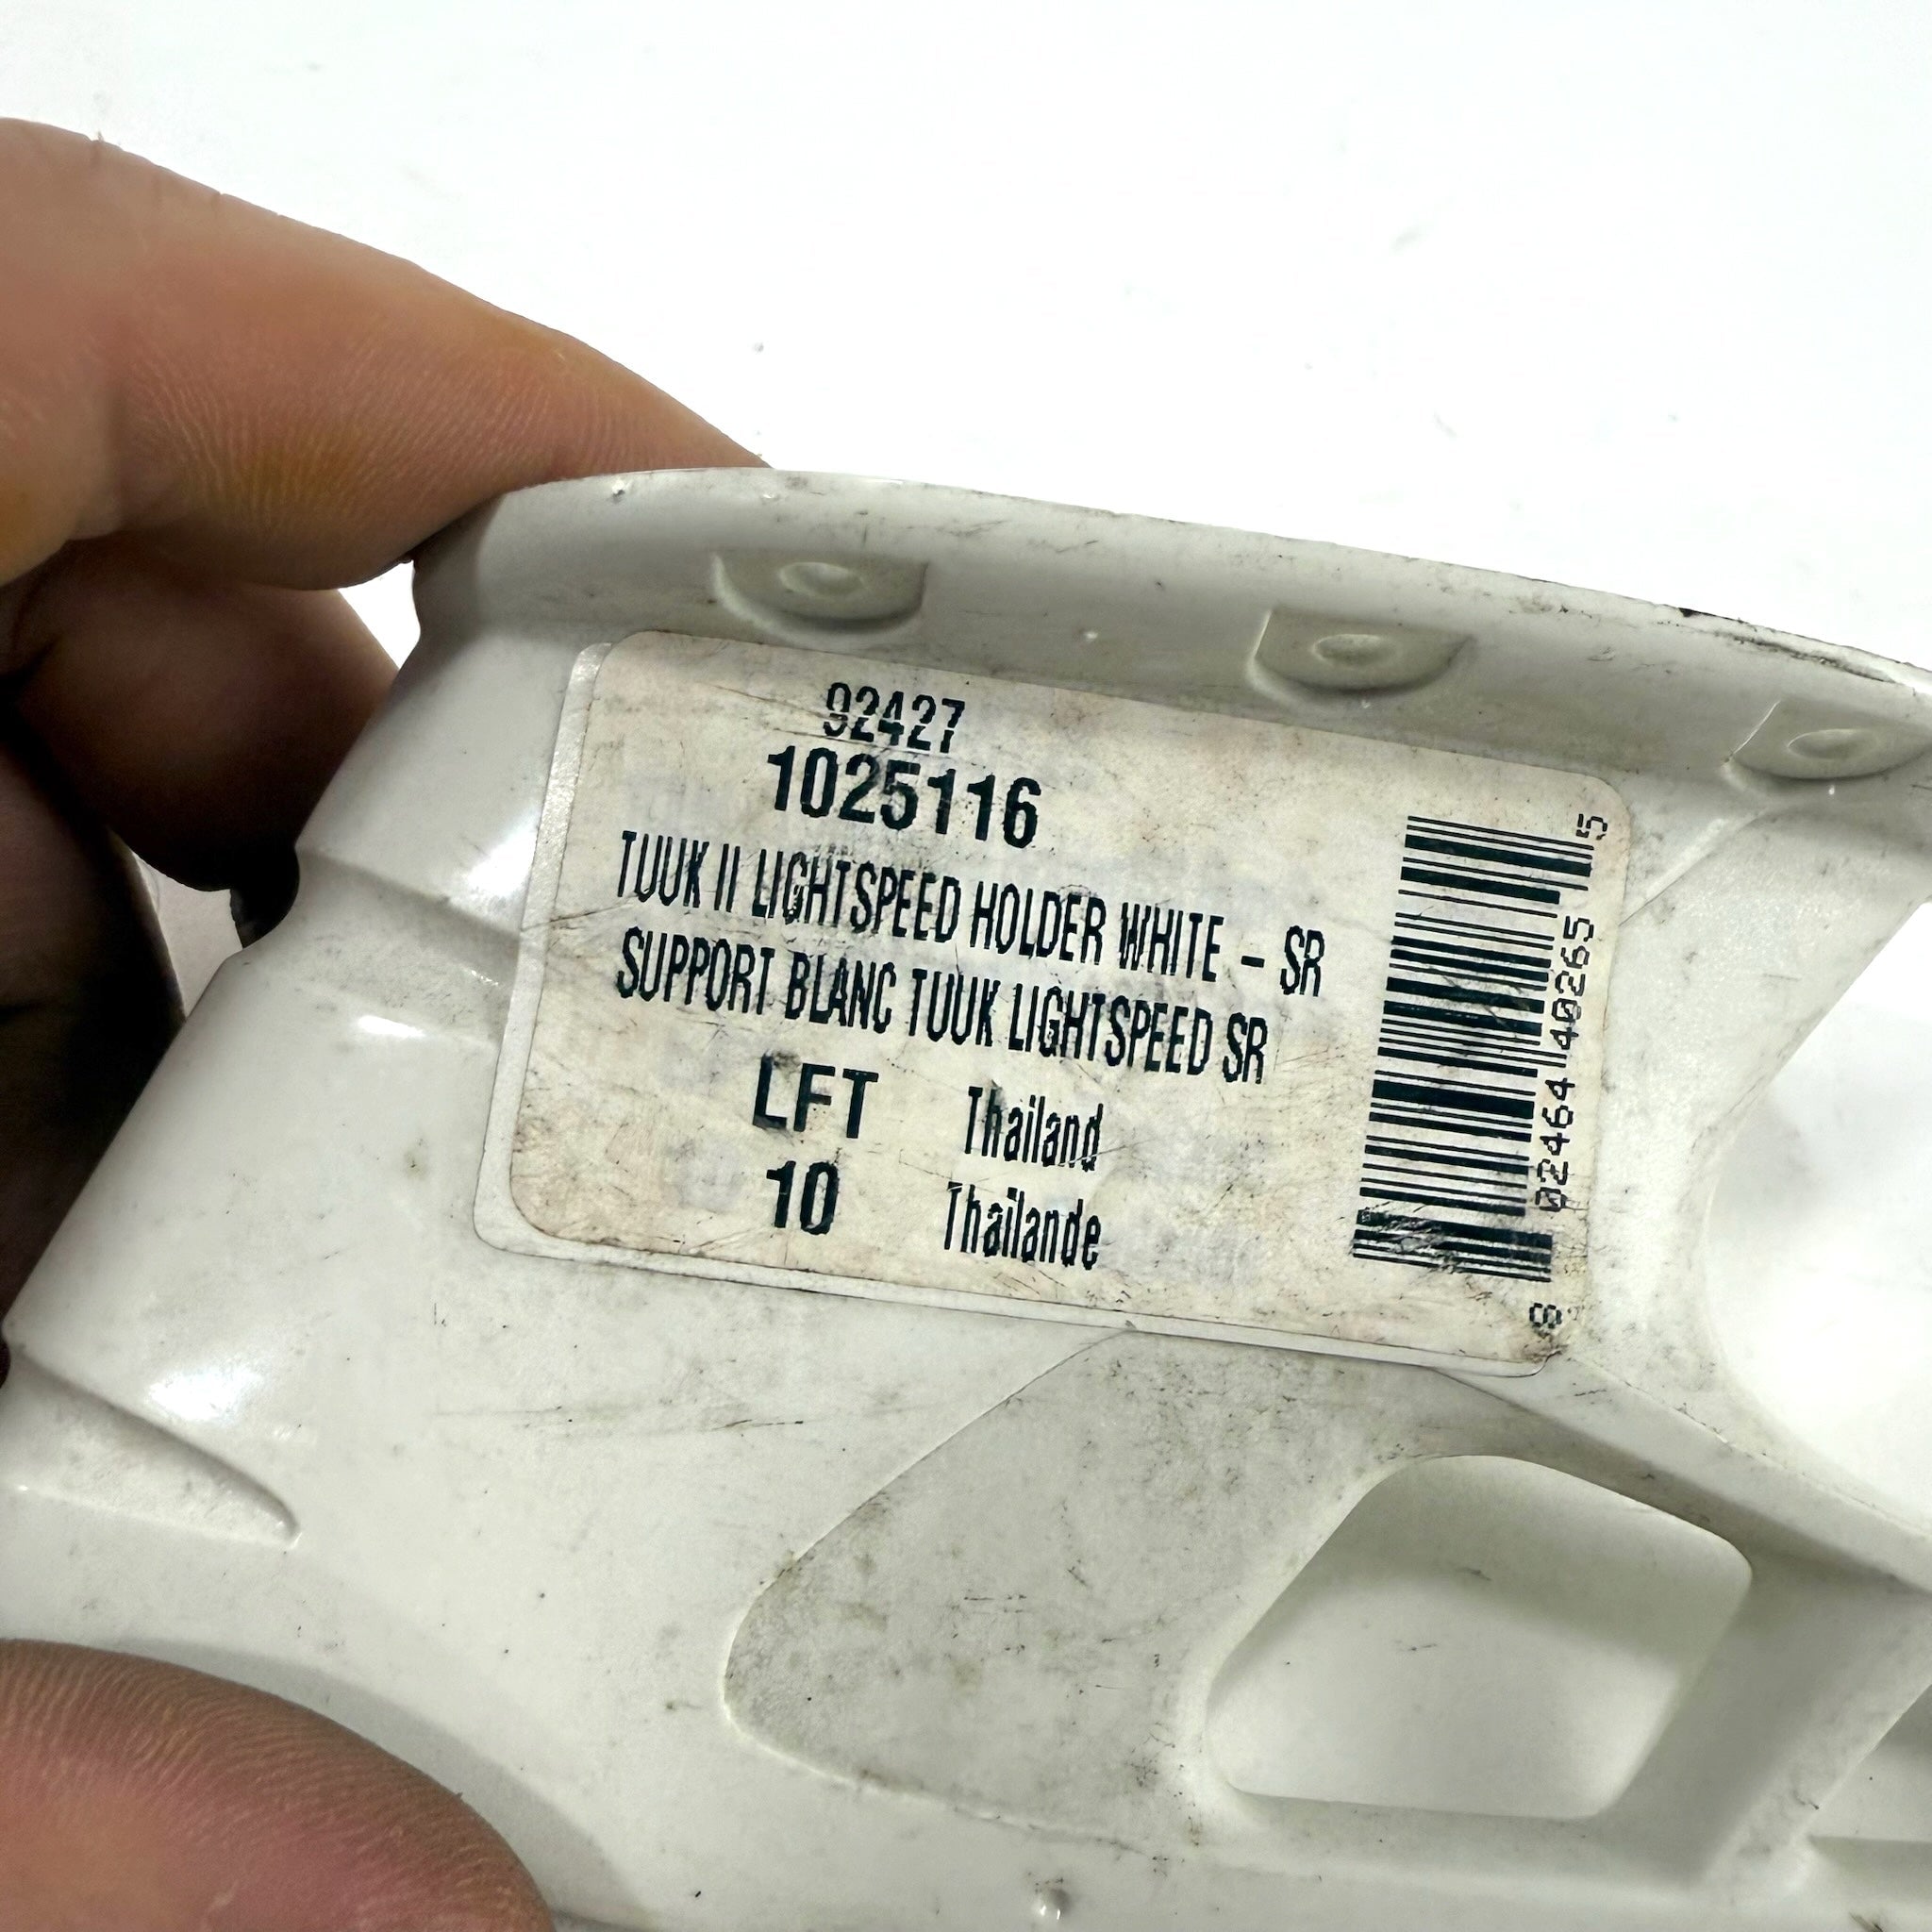 92427
1025116
TUUK II LIGHTSPEED HOLDER WHITE - SR
SUPPORT BLANC TUUK LIGHTSPEED SR
LFT Thailand
10 Thailande
8 02464 40265 5